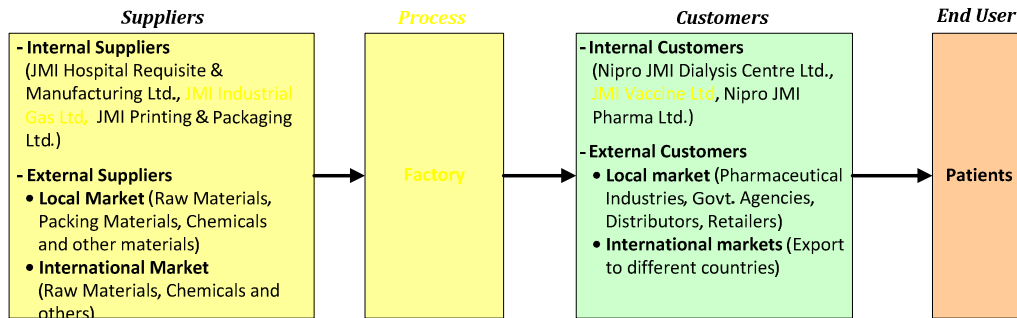 Suppliers
- Internal Suppliers
(JMI Hospital Requisite &
Manufacturing Ltd., JMI Industrial
Gas Ltd, JMI Printing & Packaging
Ltd.)
- External Suppliers
• Local Market (Raw Materials,
Packing Materials, Chemicals
and other materials)
• International Market
(Raw Materials, Chemicals and
others)
Process
Factory
Customers
- Internal Customers
(Nipro JMI Dialysis Centre Ltd.,
JMI Vaccine Ltd, Nipro JMI
Pharma Ltd.)
- External Customers
• Local market (Pharmaceutical
Industries, Govt. Agencies,
Distributors, Retailers)
• International markets (Export
to different countries)
End User
Patients